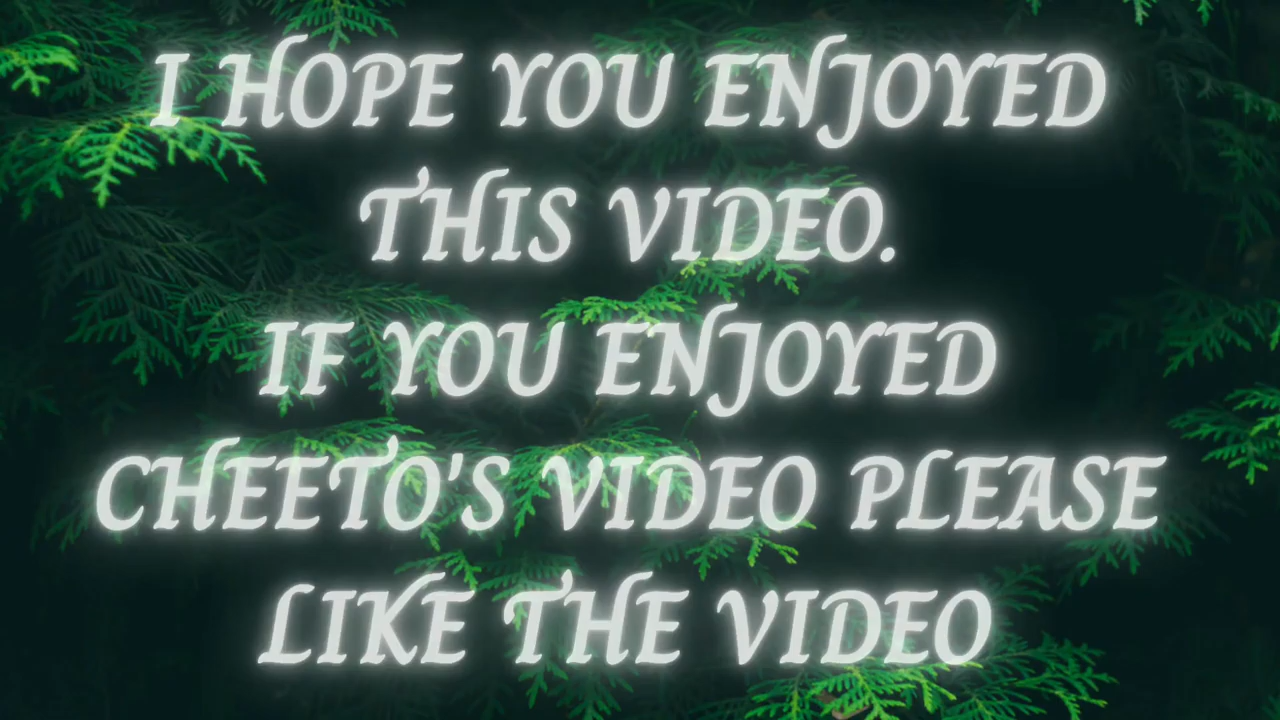 I HOPE YOU ENJOYED
THIS VIDEO.
IF YOU ENJOYED
CHEETO'S VIDEO PLEASE
LIKE THE VIDEO